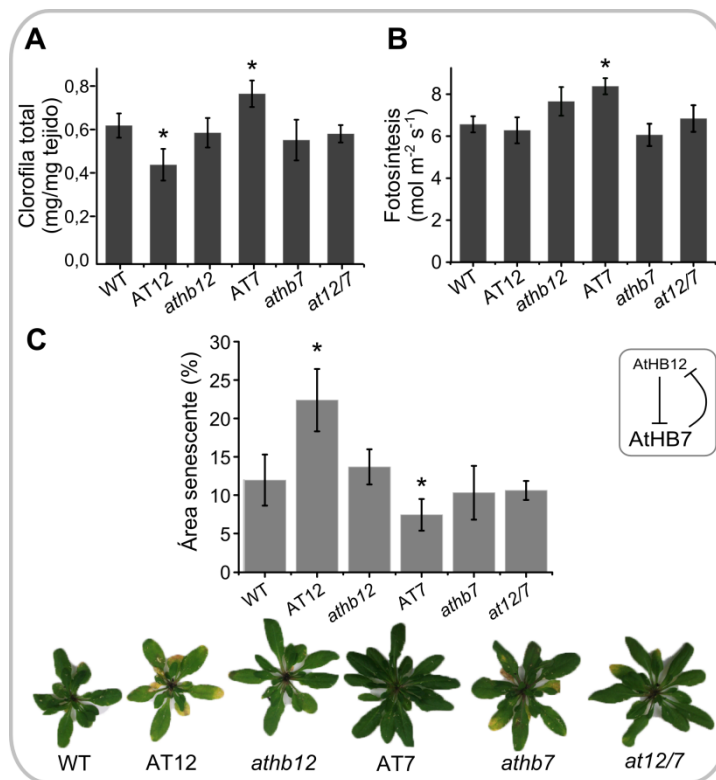 A
Clorofila total
(mg/mg tejido)
0,8
0,6
0,4
0,2
0,0
*
*
WT
AT12
athb12
AT7
athb7
at12/7
B
Fotosíntesis
(mol m-2 s-1)
8
6
4
2
0
*
WT
AT12
athb12
AT7
athb7
at12/7
C
Área senescente (%)
30
25
20
15
10
5
0
*
*
WT
AT12
athb12
AT7
athb7
at12/7
AtHB12
AtHB7
WT
AT12
athb12
AT7
athb7
at12/7